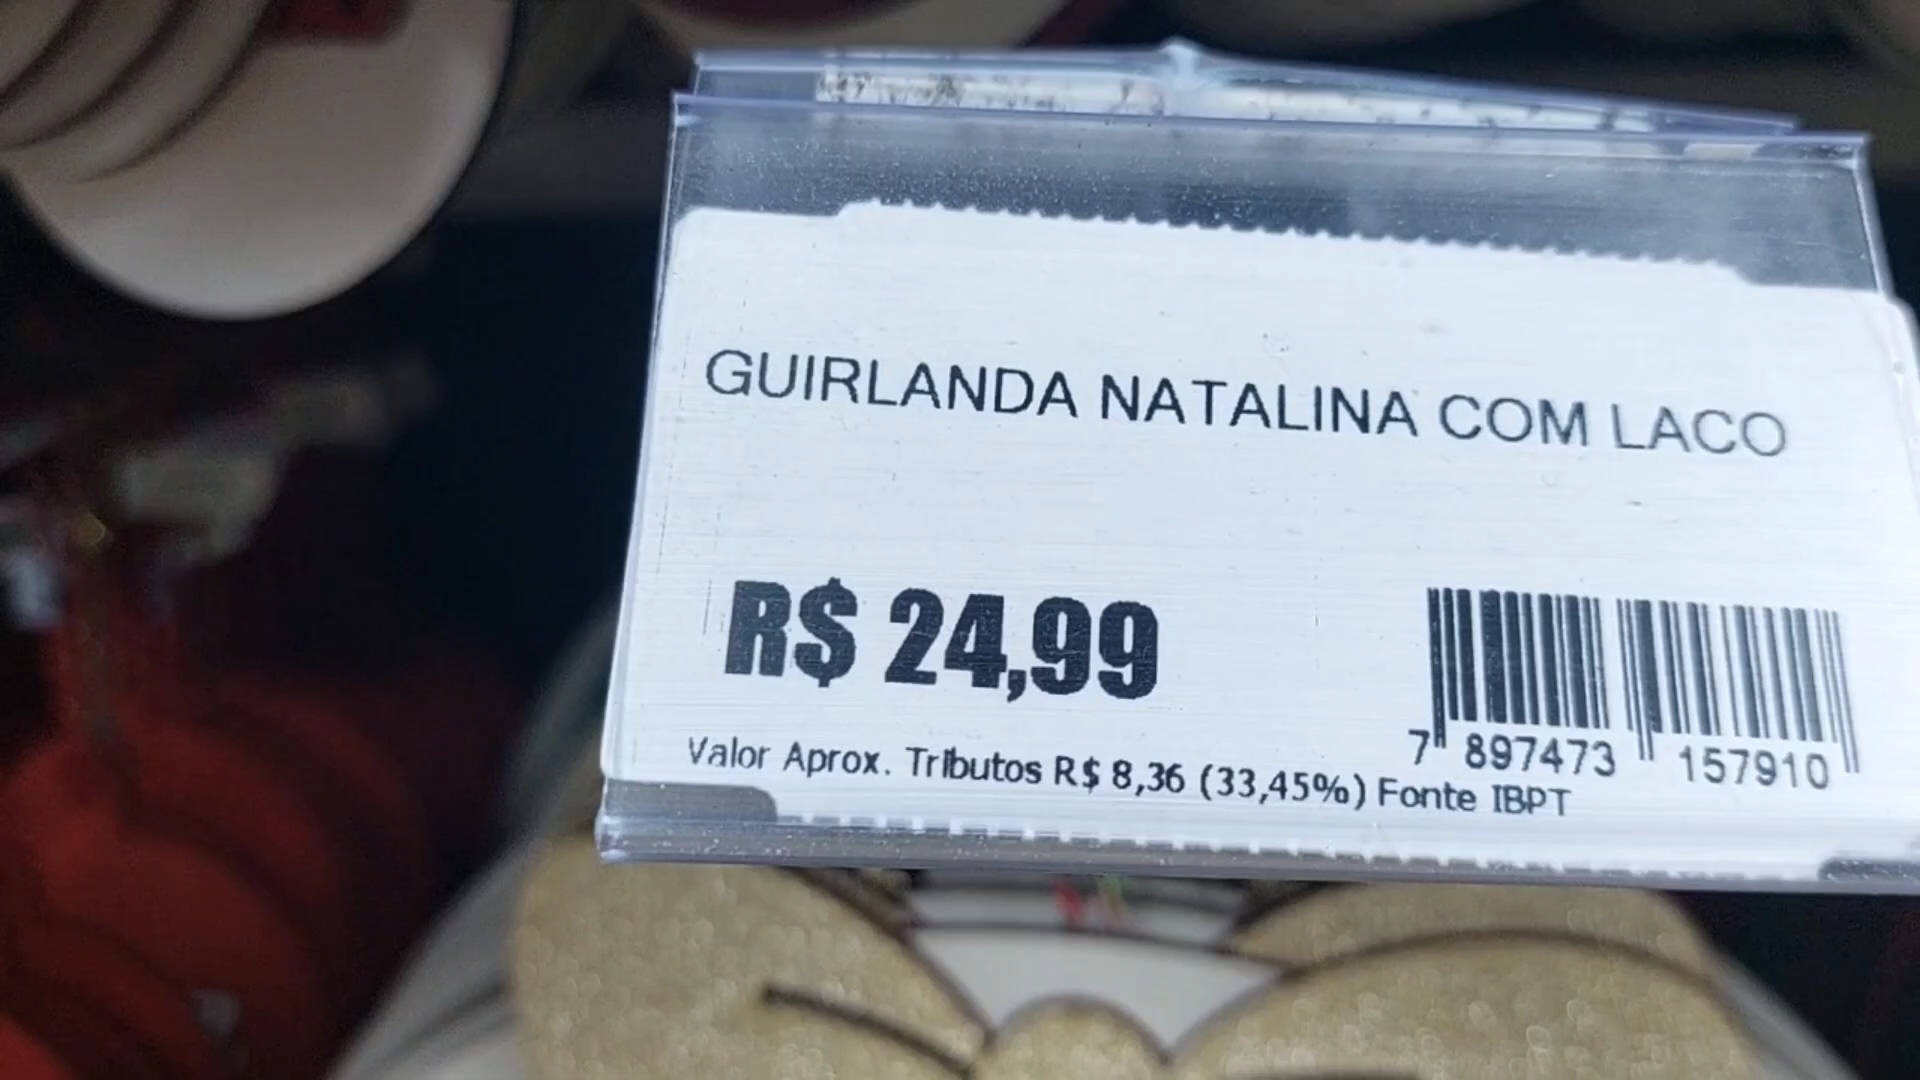 GUIRLANDA NATALINA COM LACO
R$ 24,99
7 897473 157910
Valor Aprox. Tributos R$ 8,36 (33,45%) Fonte IBPT